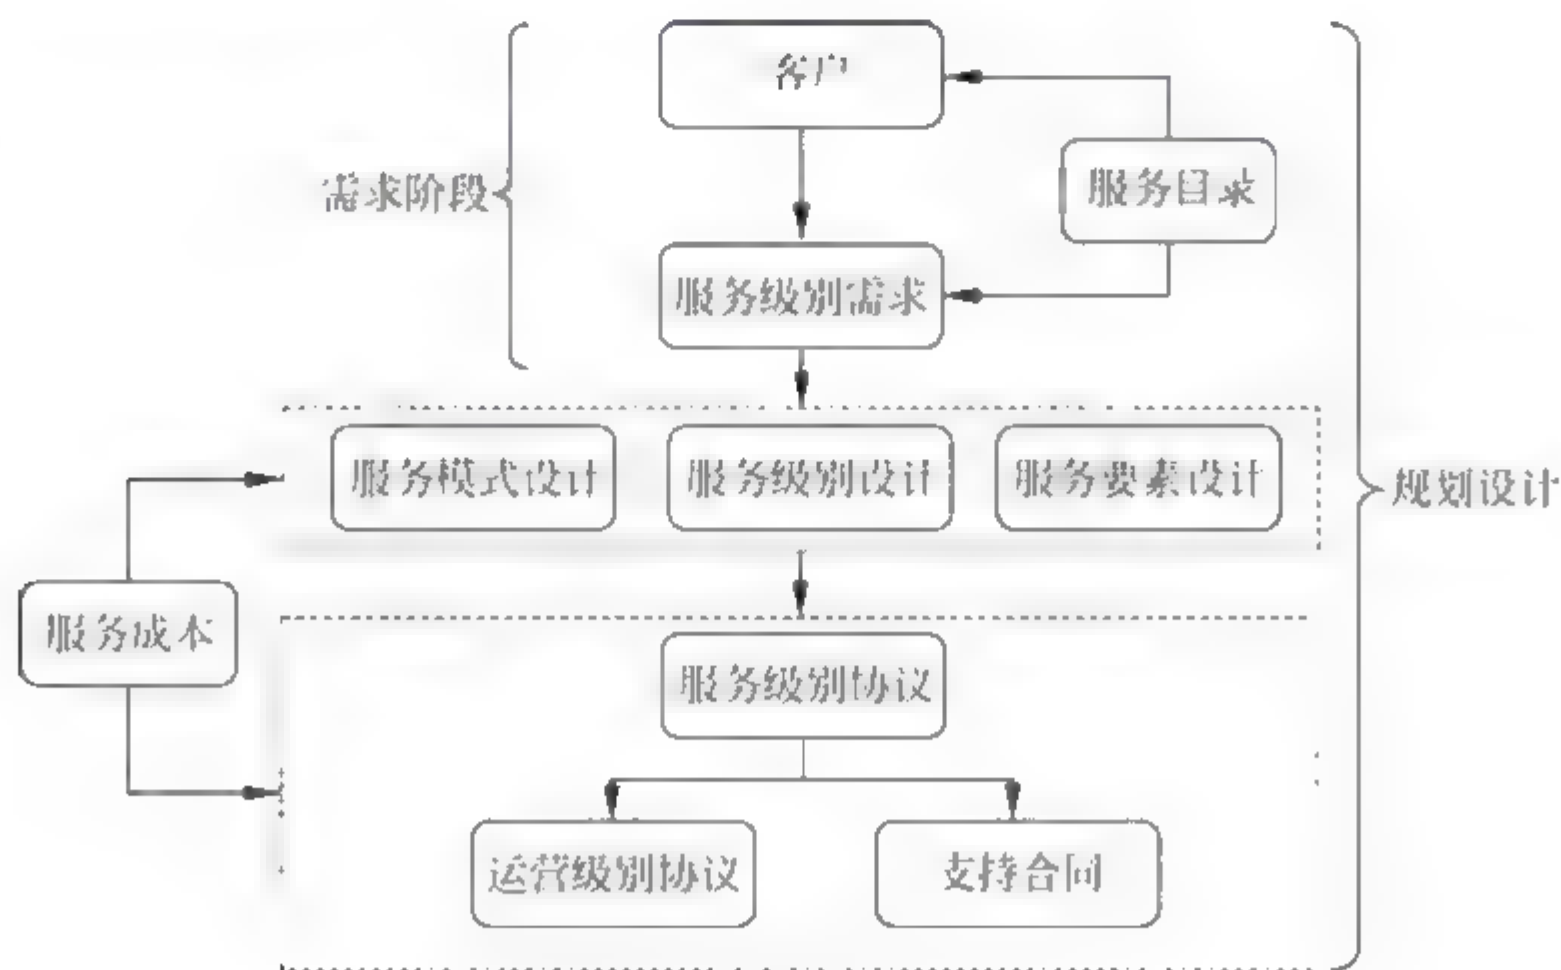 客户
需求阶段
服务目录
服务级别需求
服务模式设计
服务级别设计
服务要素设计
规划设计
服务成本
服务级别协议
运营级别协议
支持合同